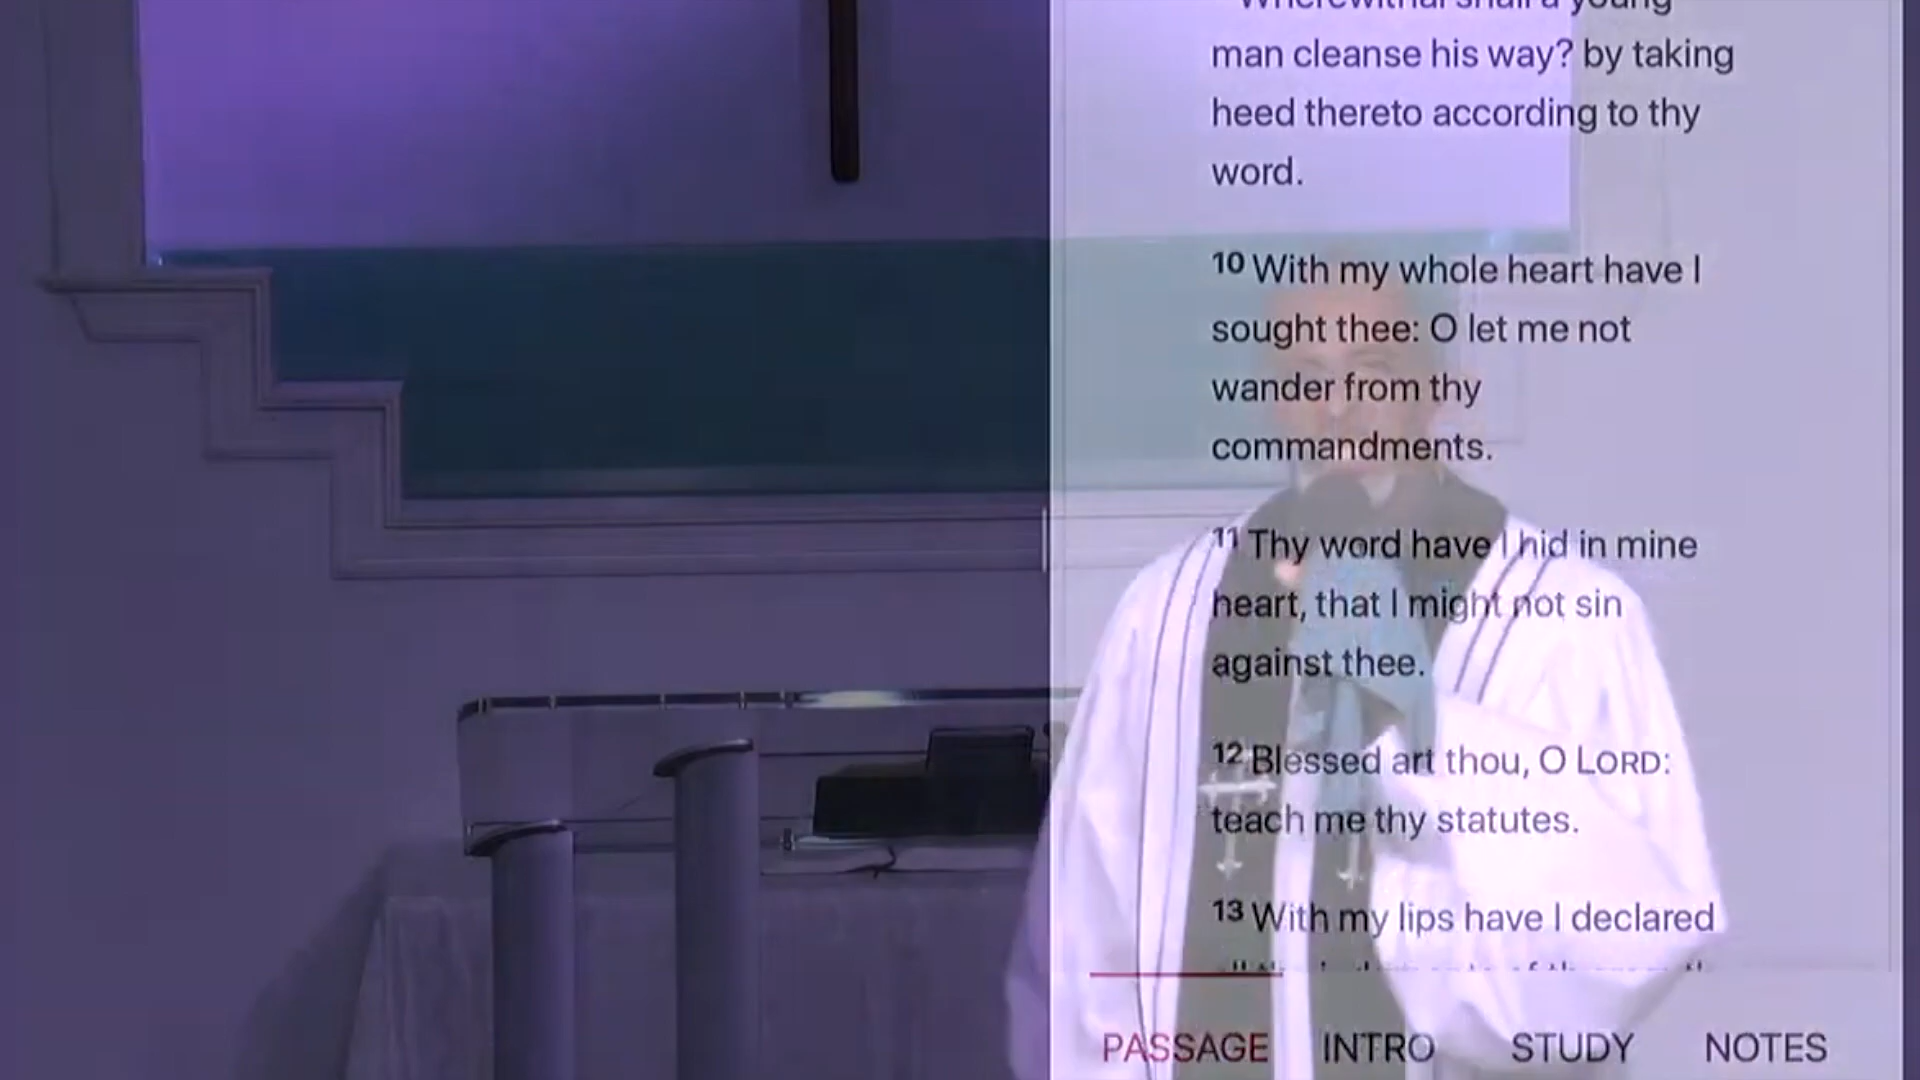 Wherewithal shall a young
man cleanse his way? by taking
heed thereto according to thy
word.
10 With my whole heart have I
sought thee: O let me not
wander from thy
commandments.
11 Thy word have I hid in mine
heart, that I might not sin
against thee.
12 Blessed art thou, O LORD:
teach me thy statutes.
13 With my lips have I declared
PASSAGE INTRO STUDY NOTES